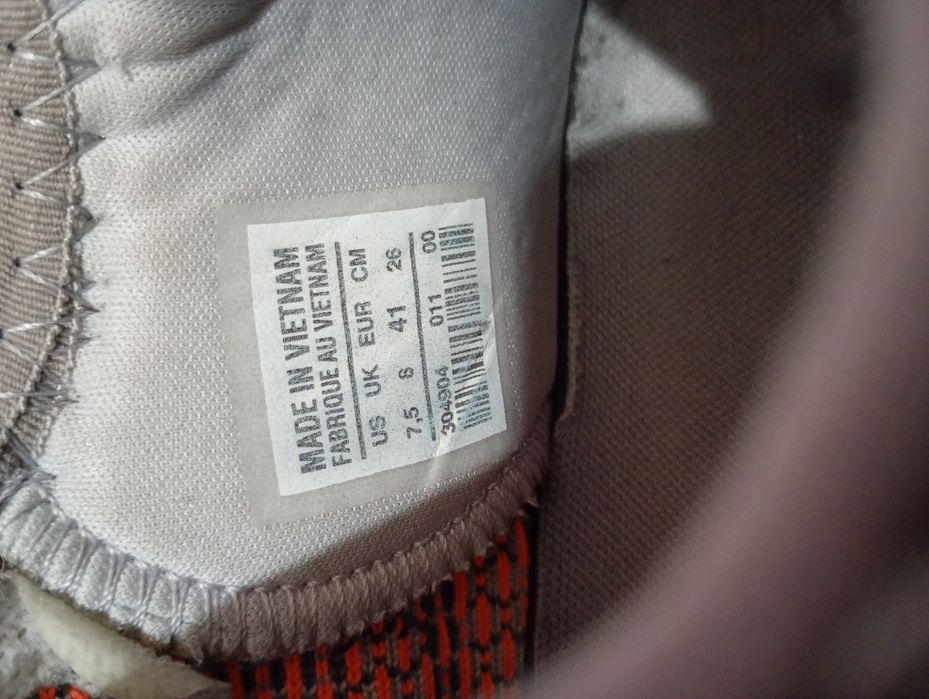 MADE IN VIETNAM
FABRIQUE AU VIETNAM
US UK EUR CM
7,5 6 41 26
304904 011 00